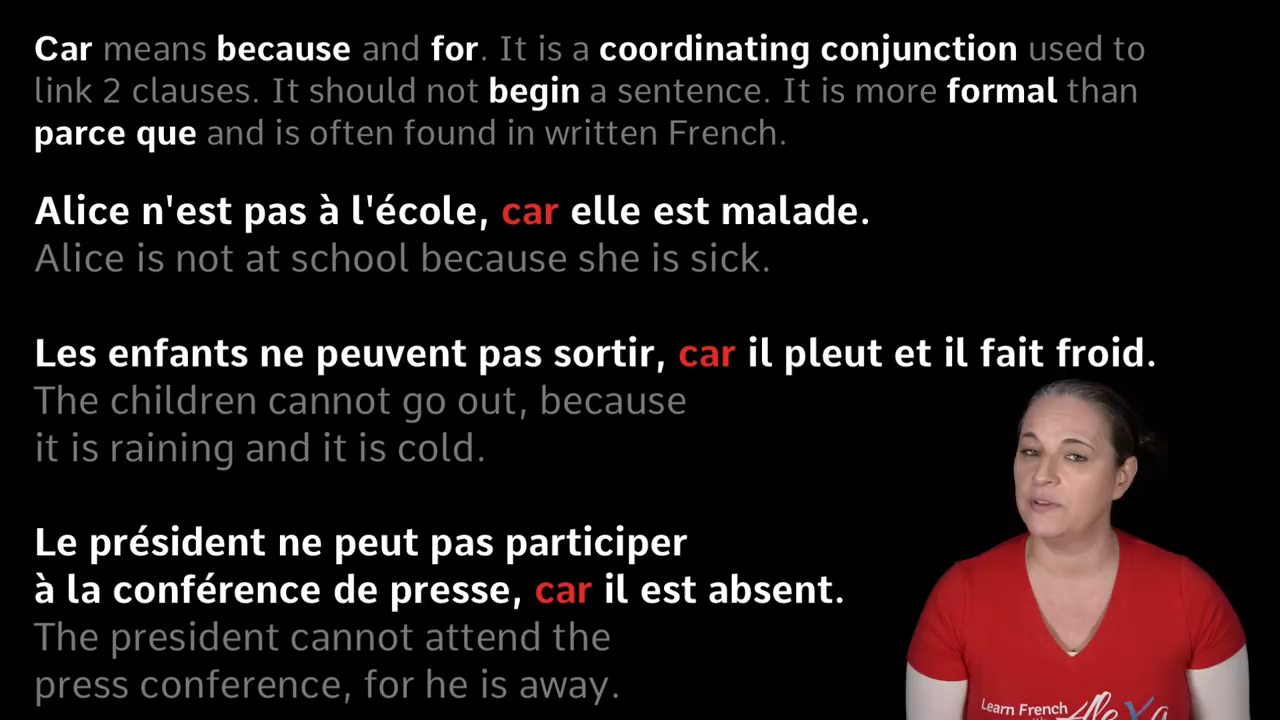 Car means because and for. It is a coordinating conjunction used to
link 2 clauses. It should not begin a sentence. It is more formal than
parce que and is often found in written French.
Alice n'est pas à l'école, car elle est malade.
Alice is not at school because she is sick.
Les enfants ne peuvent pas sortir, car il pleut et il fait froid.
The children cannot go out, because
it is raining and it is cold.
Le président ne peut pas participer
à la conférence de presse, car il est absent.
The president cannot attend the
press conference, for he is away.
Learn French
with
Alexa